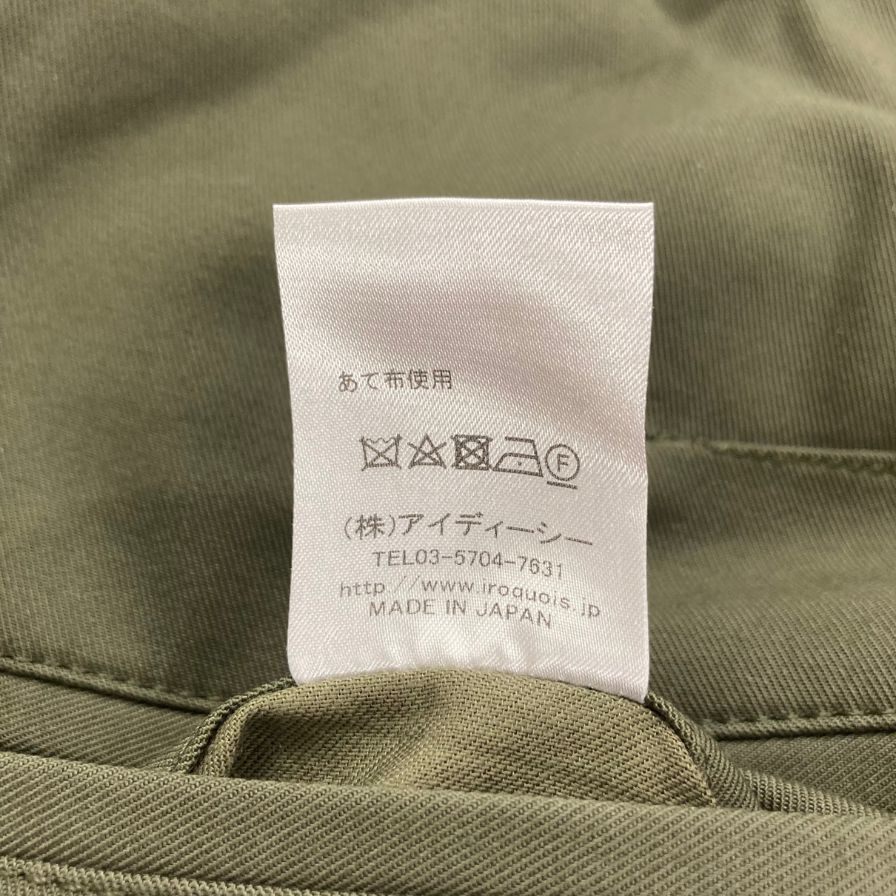 あて布使用
F
(株)アイディーシー
TEL03-5704-7631
http://www.iroquois.jp
MADE IN JAPAN